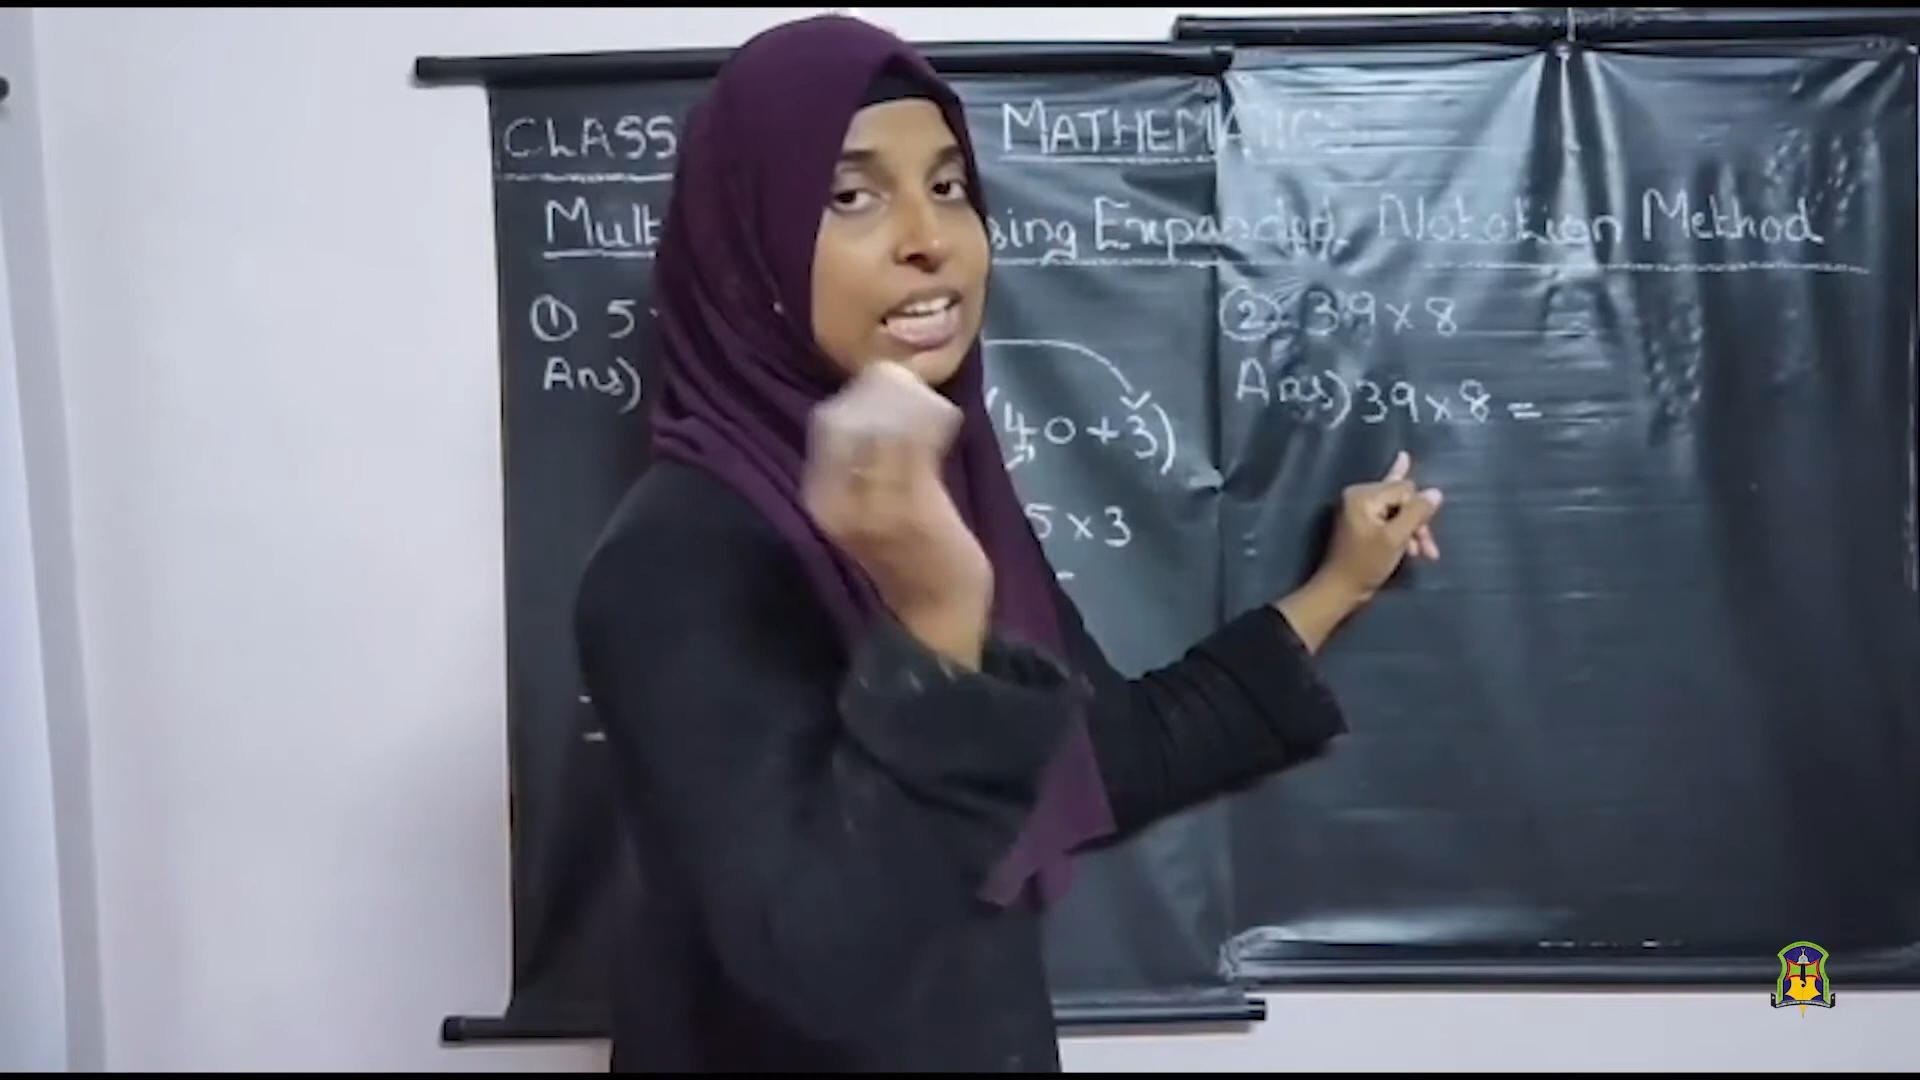 CLASS MATHEMATICS
Mult sing Expanded Notation Method
① 5
Ans)
(40+3)
5 x 3
② 39 x 8
Ans) 39 x 8 =